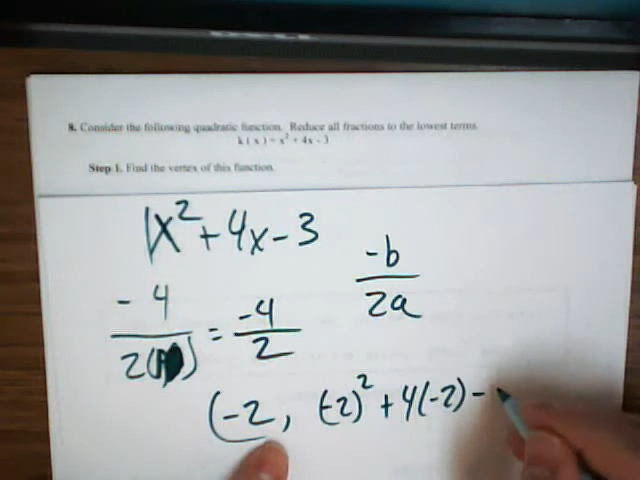 8. Consider the following quadratic function. Reduce all fractions to the lowest terms.
k ( x ) = x² + 4x - 3
Step 1. Find the vertex of this function.
1x² + 4x - 3
-b
2a
- 4
2( ) = -4
2
(-2, (-2)² + 4(-2) -